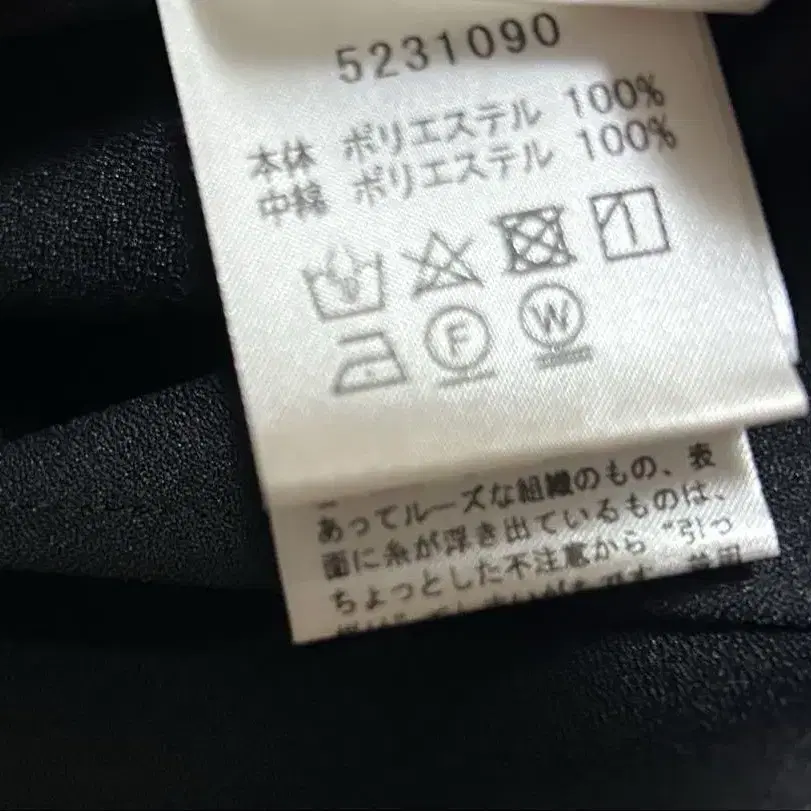 5231090
本体 ポリエステル 100%
中綿 ポリエステル 100%
F W
あってルーズな組織のもの、表
面に糸が浮き出ているものは、
ちょっとした不注意から “引っ